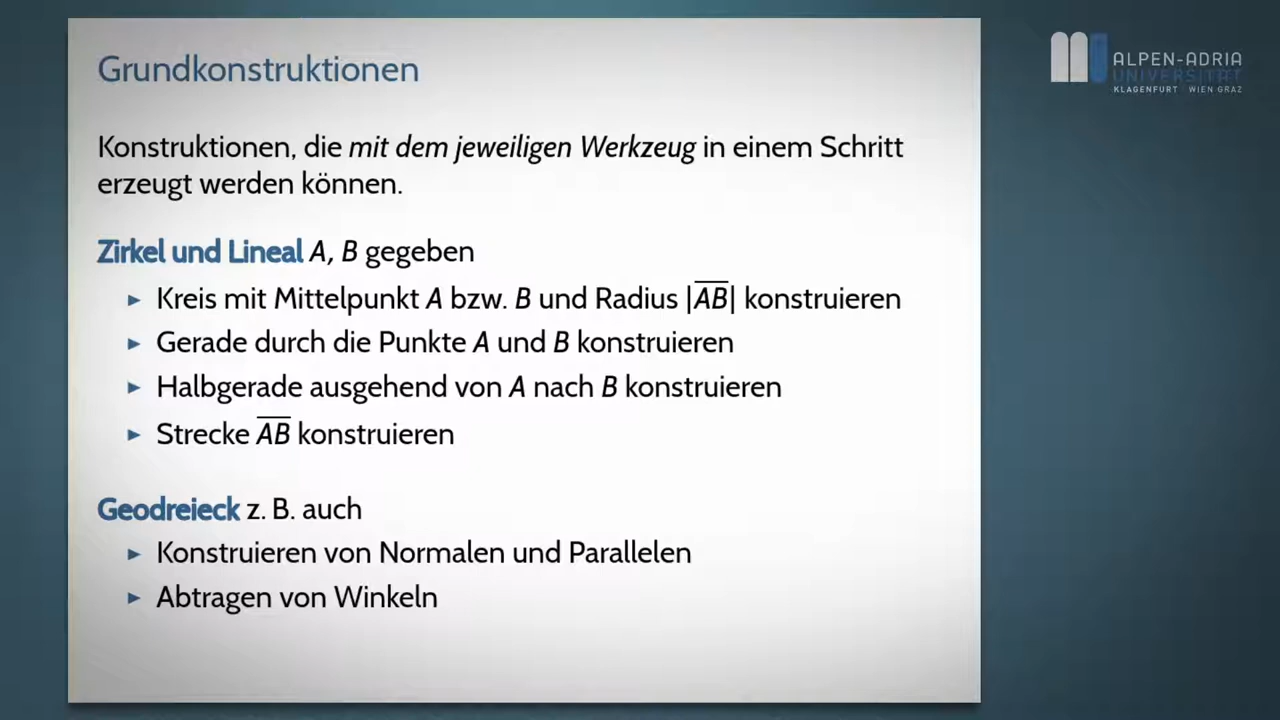 Grundkonstruktionen
Konstruktionen, die mit dem jeweiligen Werkzeug in einem Schritt
erzeugt werden können.
Zirkel und Lineal A, B gegeben
► Kreis mit Mittelpunkt A bzw. B und Radius |A̅B̅| konstruieren
► Gerade durch die Punkte A und B konstruieren
► Halbgerade ausgehend von A nach B konstruieren
► Strecke A̅B̅ konstruieren
Geodreieck z. B. auch
► Konstruieren von Normalen und Parallelen
► Abtragen von Winkeln
ALPEN-ADRIA
UNIVERSITÄT
KLAGENFURT WIEN GRAZ